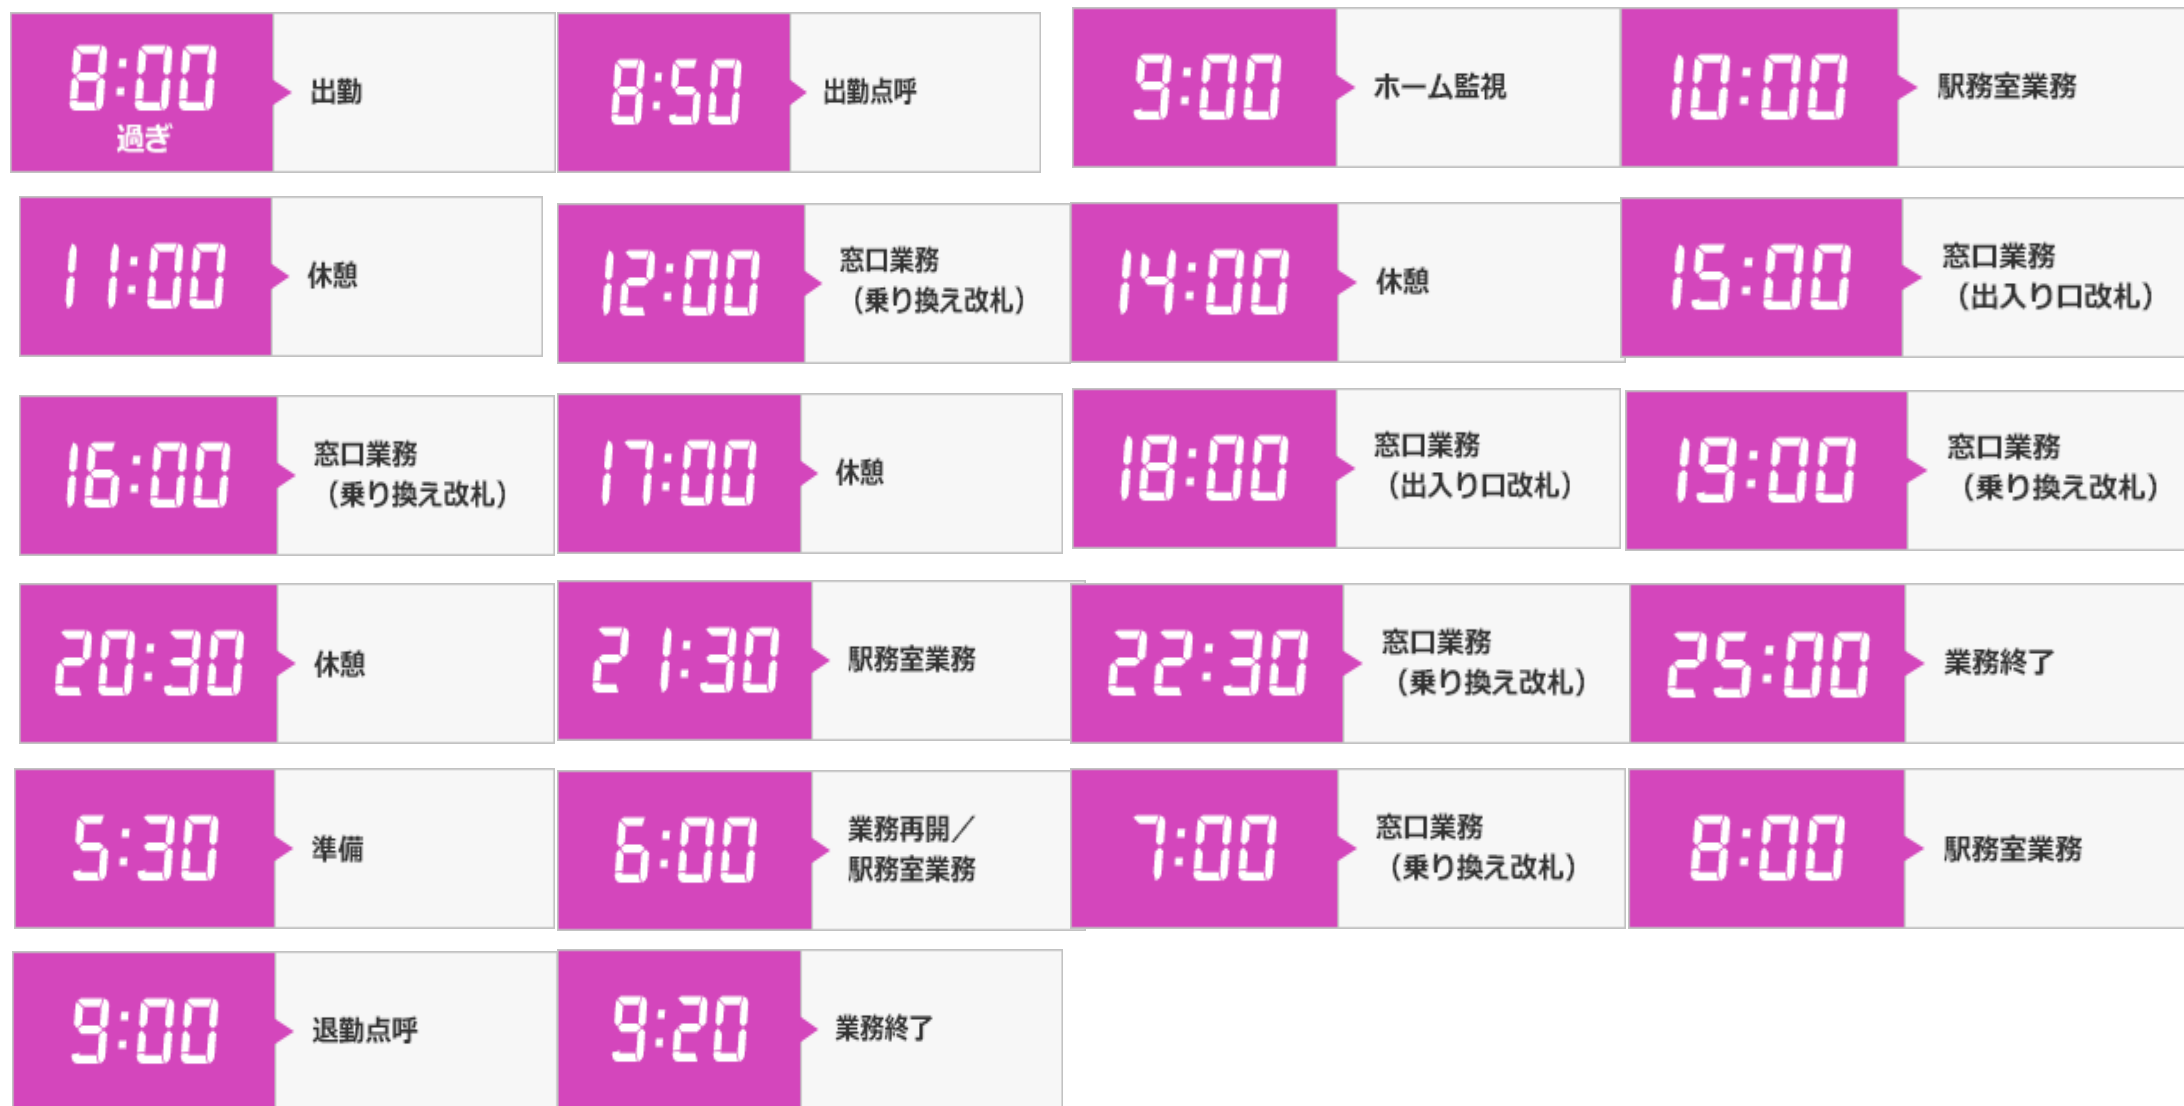 8:00
過ぎ
出勤
8:50
出勤点呼
9:00
ホーム監視
10:00
駅務室業務
11:00
休憩
12:00
窓口業務
（乗り換え改札）
14:00
休憩
15:00
窓口業務
（出入り口改札）
16:00
窓口業務
（乗り換え改札）
17:00
休憩
18:00
窓口業務
（出入り口改札）
19:00
窓口業務
（乗り換え改札）
20:30
休憩
21:30
駅務室業務
22:30
窓口業務
（乗り換え改札）
25:00
業務終了
5:30
準備
6:00
業務再開／
駅務室業務
7:00
窓口業務
（乗り換え改札）
8:00
駅務室業務
9:00
退勤点呼
9:20
業務終了